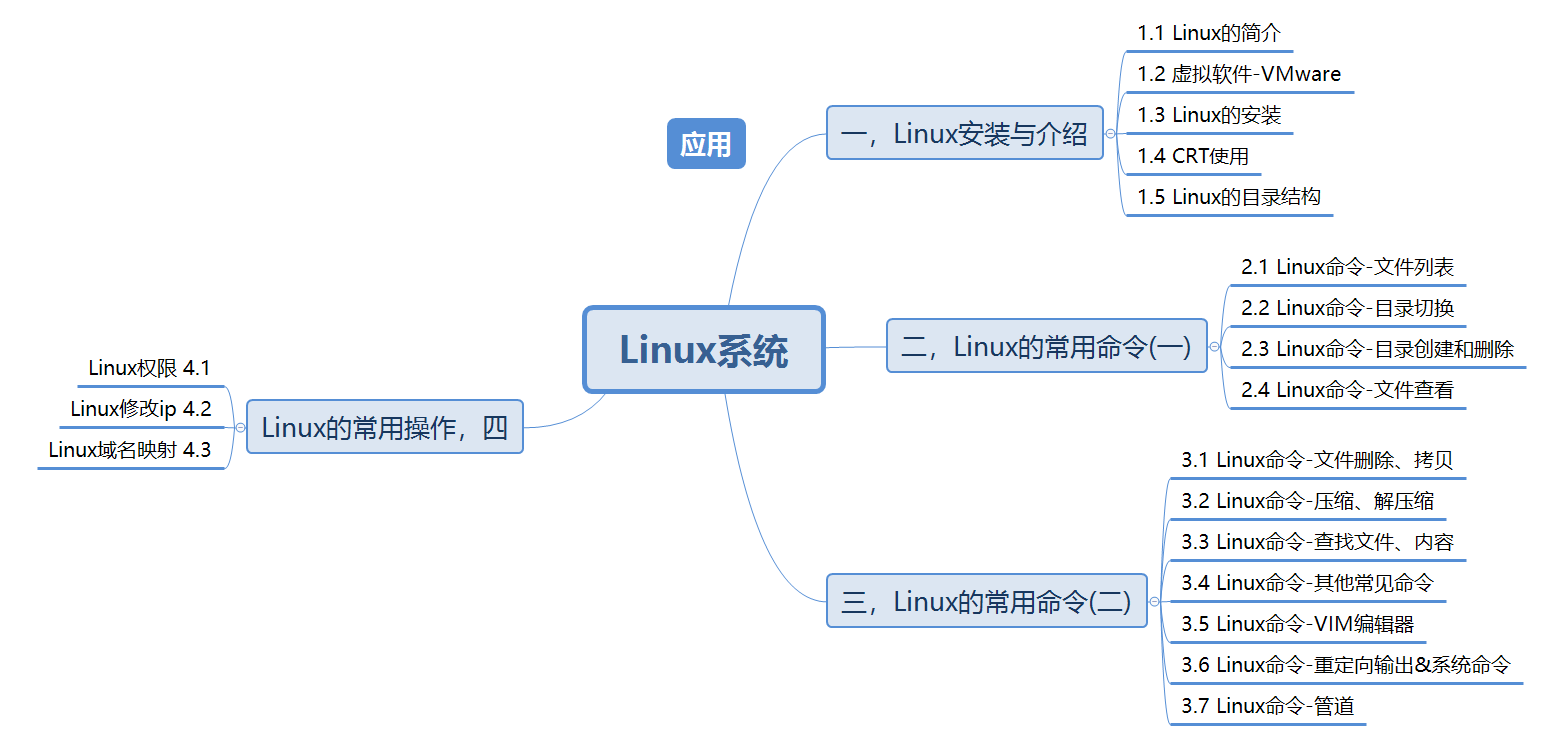 应用
Linux系统
一，Linux安装与介绍
1.1 Linux的简介
1.2 虚拟软件-VMware
1.3 Linux的安装
1.4 CRT使用
1.5 Linux的目录结构
二，Linux的常用命令(一)
2.1 Linux命令-文件列表
2.2 Linux命令-目录切换
2.3 Linux命令-目录创建和删除
2.4 Linux命令-文件查看
三，Linux的常用命令(二)
3.1 Linux命令-文件删除、拷贝
3.2 Linux命令-压缩、解压缩
3.3 Linux命令-查找文件、内容
3.4 Linux命令-其他常见命令
3.5 Linux命令-VIM编辑器
3.6 Linux命令-重定向输出&系统命令
3.7 Linux命令-管道
Linux的常用操作，四
Linux权限 4.1
Linux修改ip 4.2
Linux域名映射 4.3